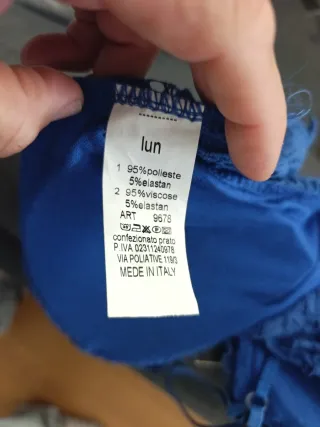 lun
1 95%polieste
5%elastan
2 95%viscose
5%elastan
ART 9678
confezionato prato
P.IVA 02311240978
VIA POLIATIVE 119/3
MEDE IN ITALY